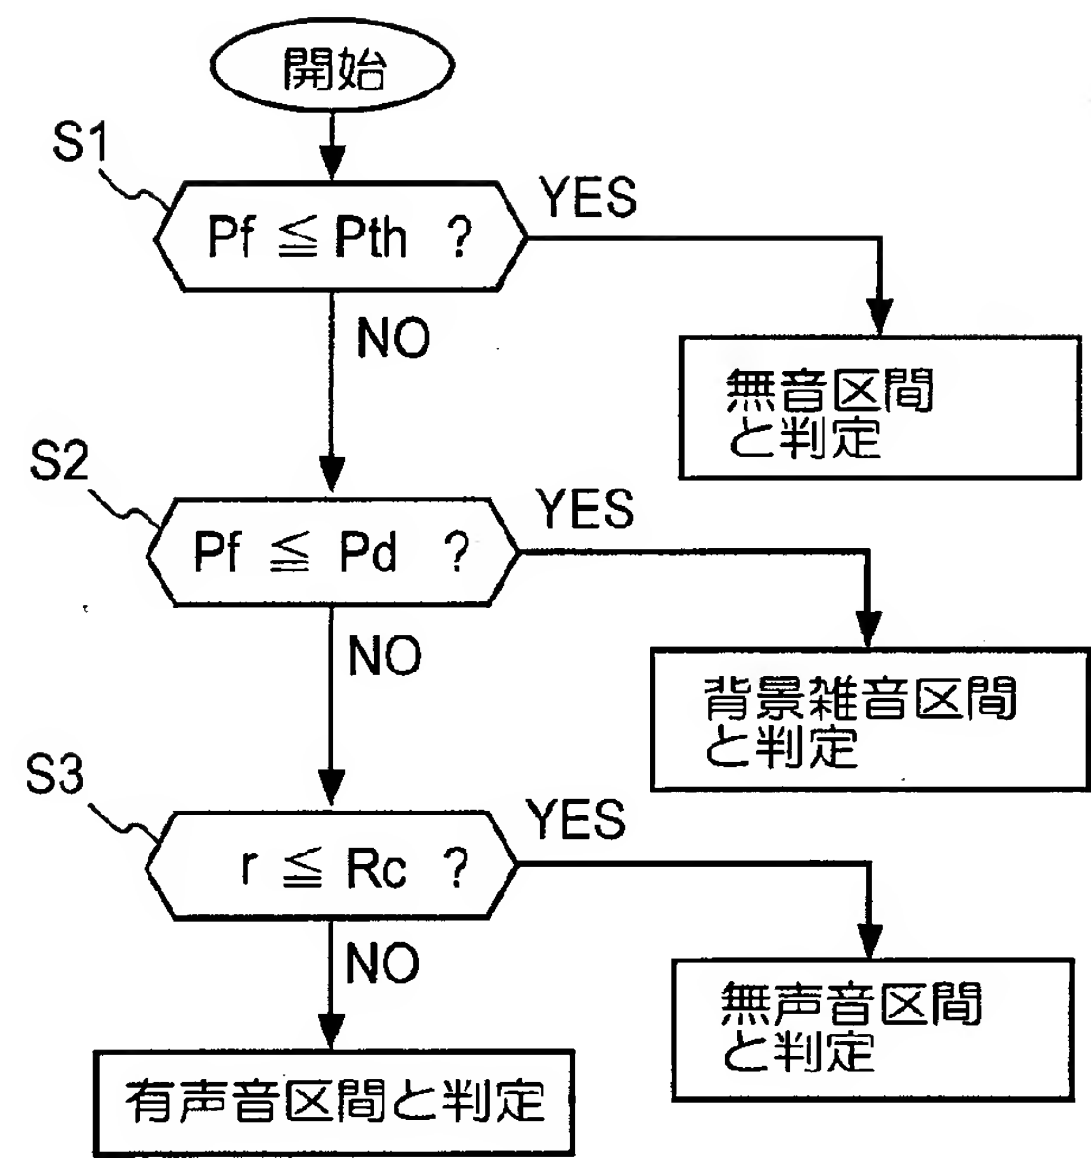 開始
S1
Pf ≦ Pth ?
YES
NO
無音区間
と判定
S2
Pf ≦ Pd ?
YES
NO
背景雑音区間
と判定
S3
r ≦ Rc ?
YES
NO
無声音区間
と判定
有声音区間と判定